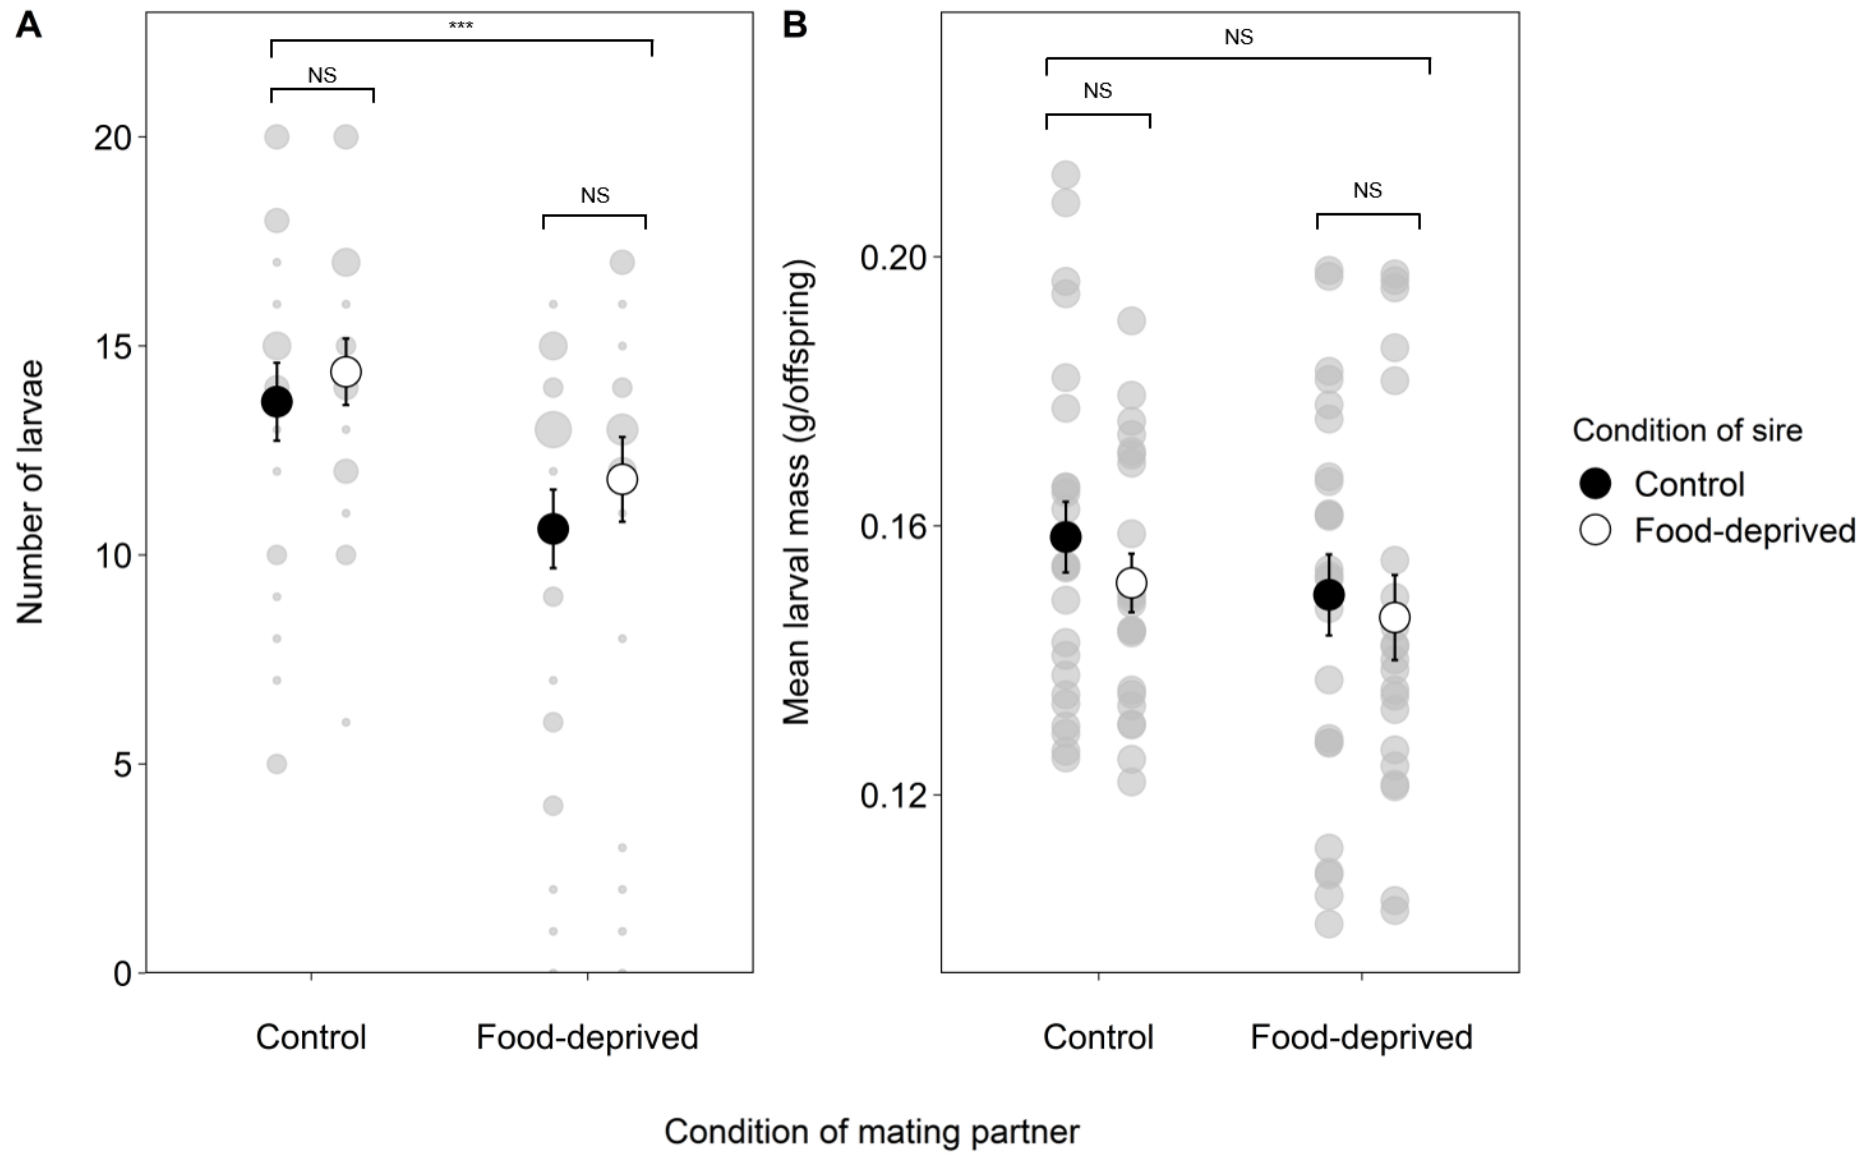 A
***
NS
NS
20
15
10
5
0
Number of larvae
Control
Food-deprived
B
NS
NS
NS
0.20
0.16
0.12
Mean larval mass (g/offspring)
Control
Food-deprived
Condition of mating partner
Condition of sire
Control
Food-deprived